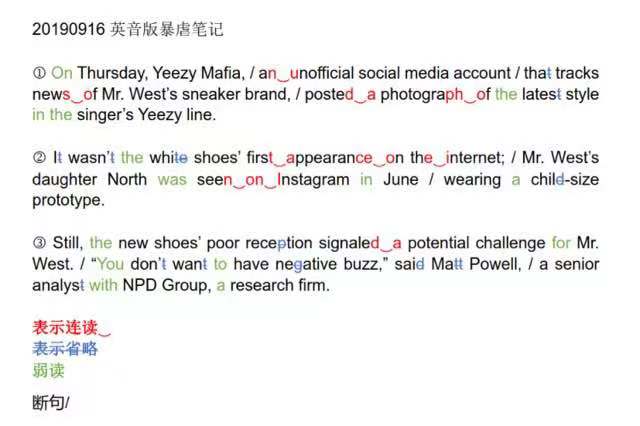 20190916 英音版暴虐笔记
① On Thursday, Yeezy Mafia, / an‿unofficial social media account / that tracks
news‿of Mr. West's sneaker brand, / posted‿a photograph‿of the latest style
in the singer's Yeezy line.
② It wasn't the white shoes' first‿appearance‿on the‿internet; / Mr. West's
daughter North was seen‿on‿Instagram in June / wearing a child-size
prototype.
③ Still, the new shoes' poor reception signaled‿a potential challenge for Mr.
West. / “You don't want to have negative buzz,” said Matt Powell, / a senior
analyst with NPD Group, a research firm.
表示连读‿
表示省略
弱读
断句/